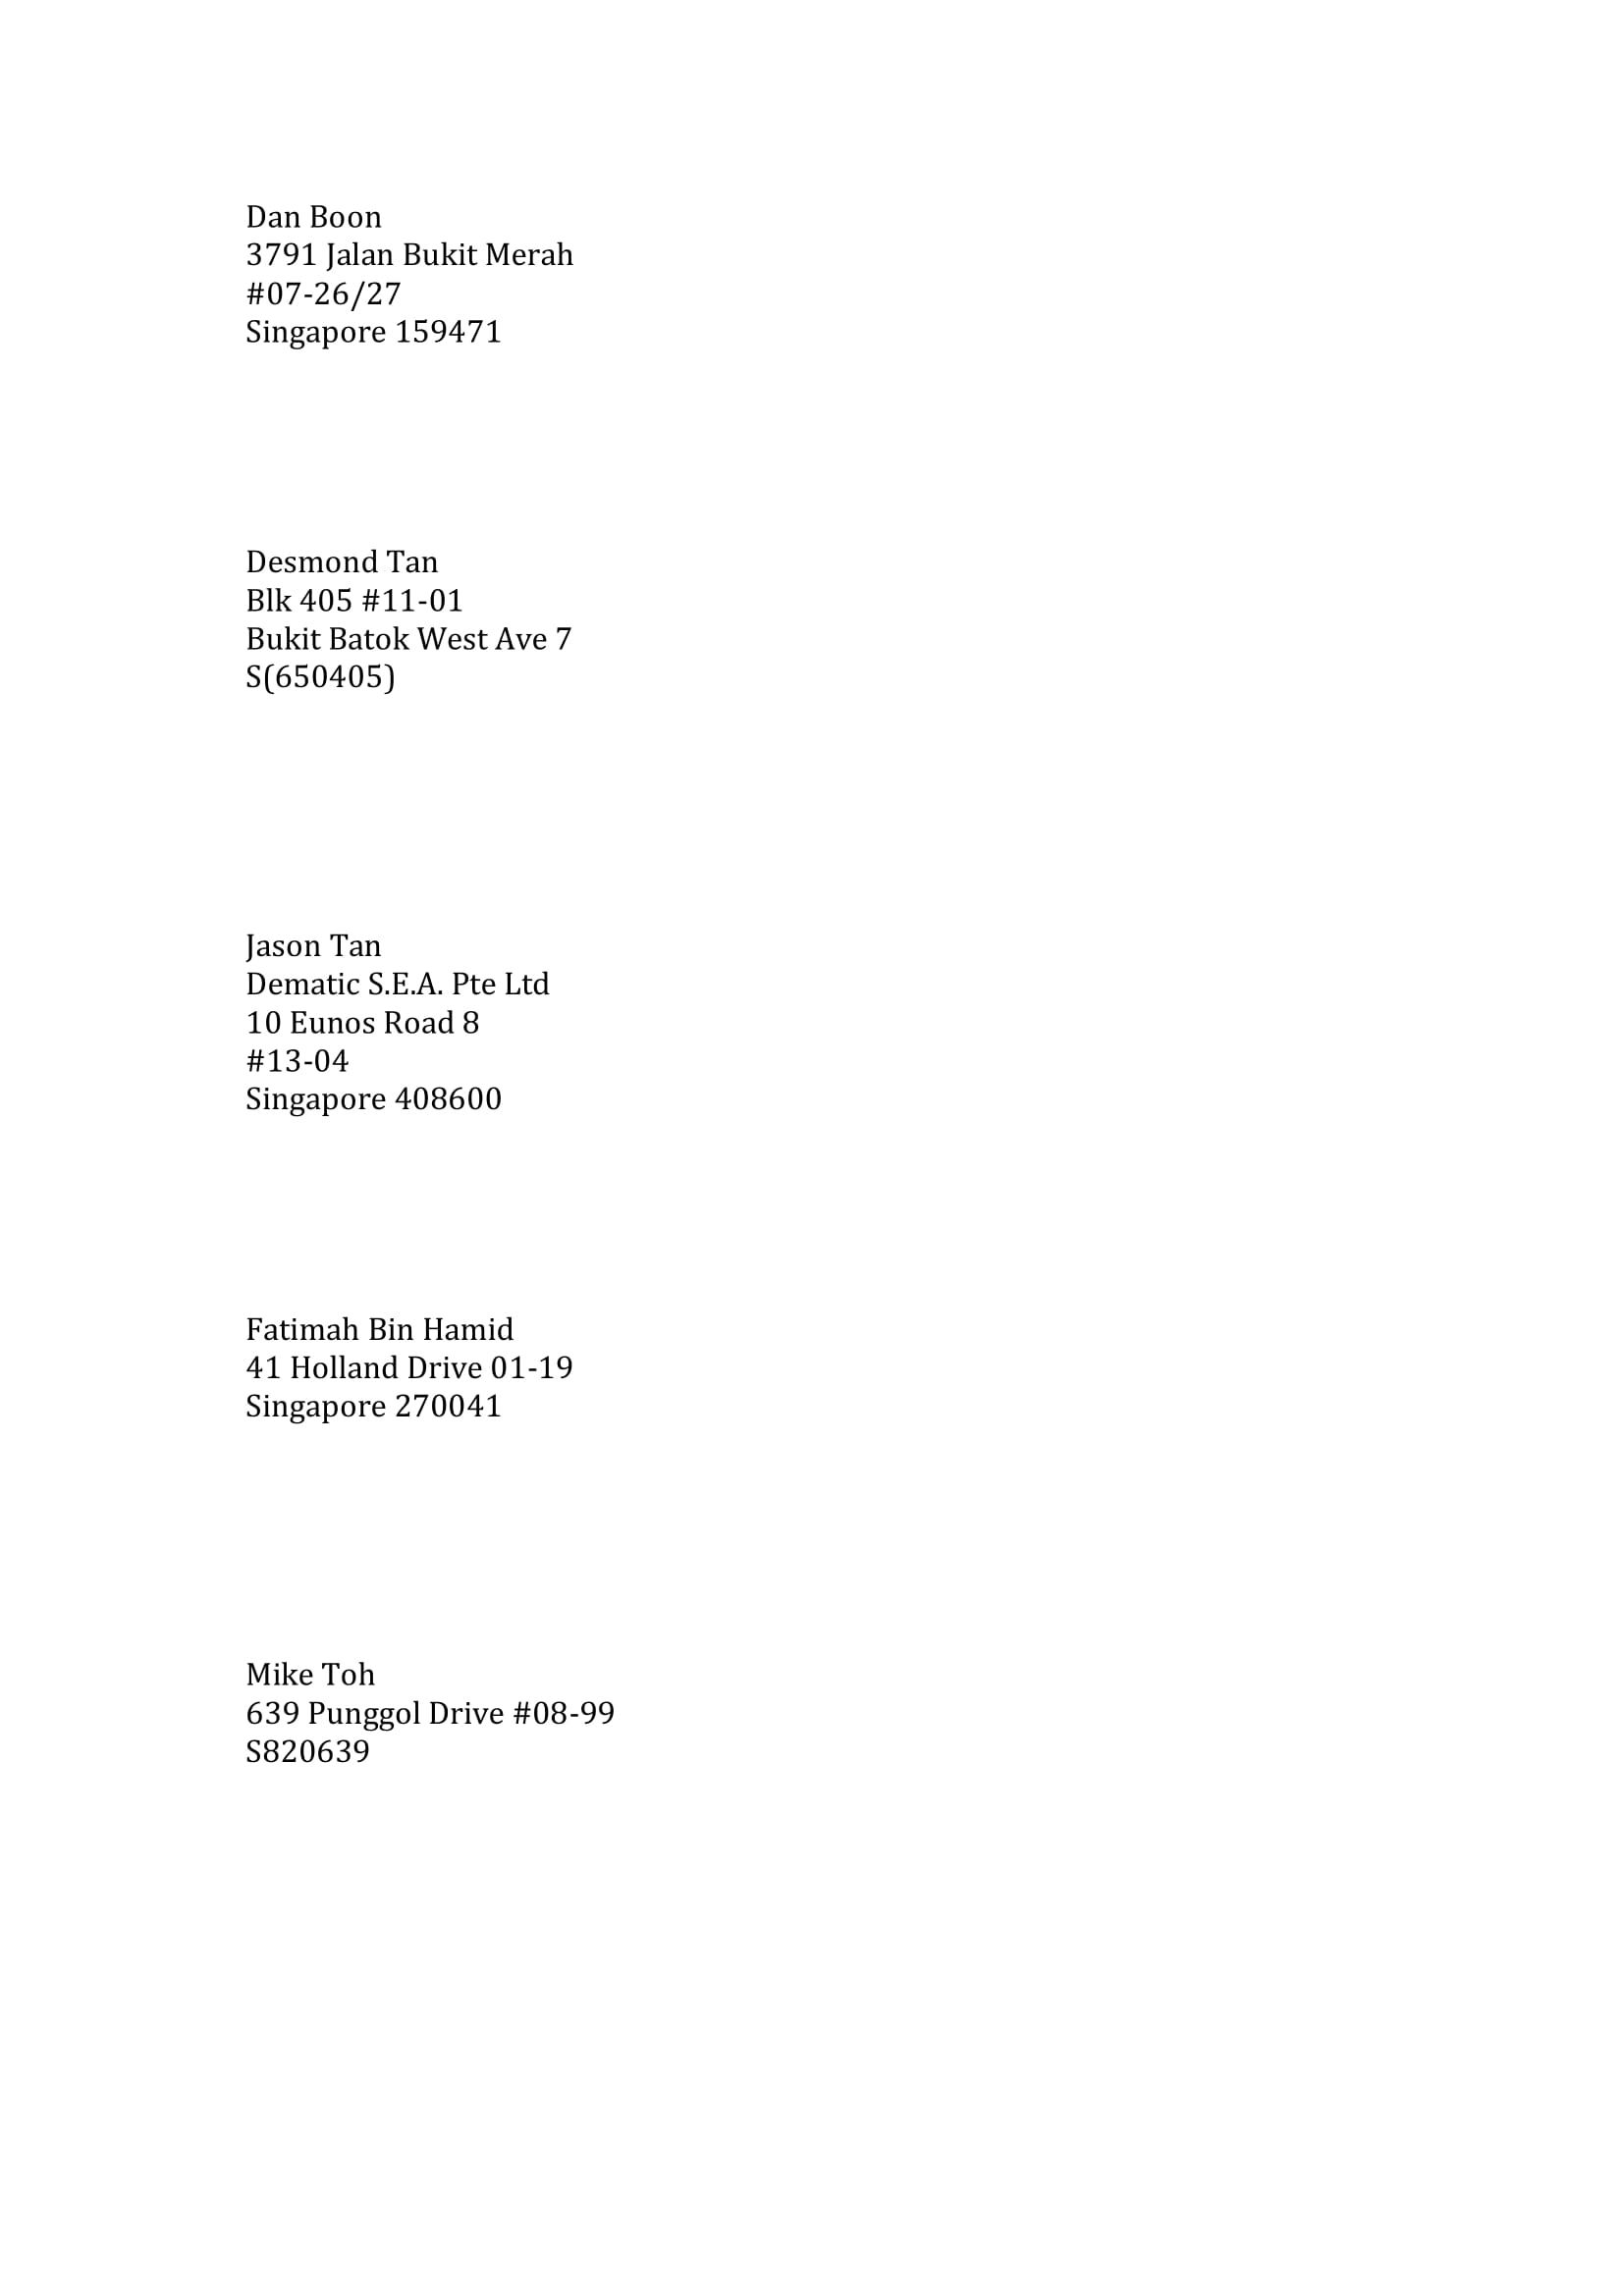 Dan Boon
3791 Jalan Bukit Merah
#07-26/27
Singapore 159471
Desmond Tan
Blk 405 #11-01
Bukit Batok West Ave 7
S(650405)
Jason Tan
Dematic S.E.A. Pte Ltd
10 Eunos Road 8
#13-04
Singapore 408600
Fatimah Bin Hamid
41 Holland Drive 01-19
Singapore 270041
Mike Toh
639 Punggol Drive #08-99
S820639